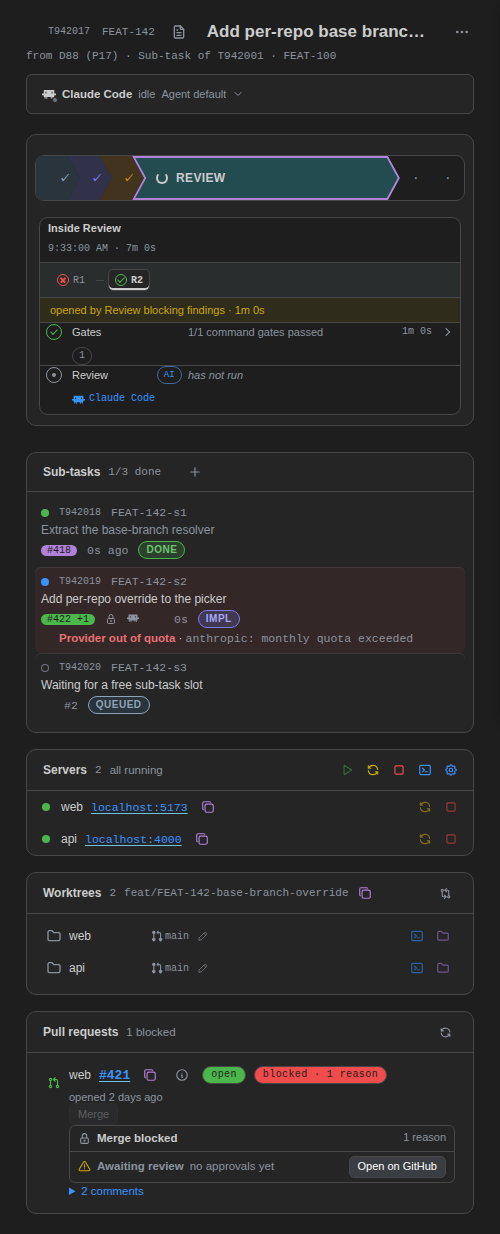 T942017 FEAT-142 Add per-repo base branc…
from D88 (P17) · Sub-task of T942001 · FEAT-100
Claude Code idle Agent default
REVIEW
Inside Review
9:33:00 AM · 7m 0s
R1 — R2
opened by Review blocking findings · 1m 0s
Gates 1/1 command gates passed 1m 0s
1
Review AI has not run
Claude Code
Sub-tasks 1/3 done
T942018 FEAT-142-s1
Extract the base-branch resolver
#418 0s ago DONE
T942019 FEAT-142-s2
Add per-repo override to the picker
#422 +1 0s IMPL
Provider out of quota · anthropic: monthly quota exceeded
T942020 FEAT-142-s3
Waiting for a free sub-task slot
#2 QUEUED
Servers 2 all running
web localhost:5173
api localhost:4000
Worktrees 2 feat/FEAT-142-base-branch-override
web main
api main
Pull requests 1 blocked
web #421 open blocked · 1 reason
opened 2 days ago
Merge
Merge blocked 1 reason
Awaiting review no approvals yet Open on GitHub
2 comments